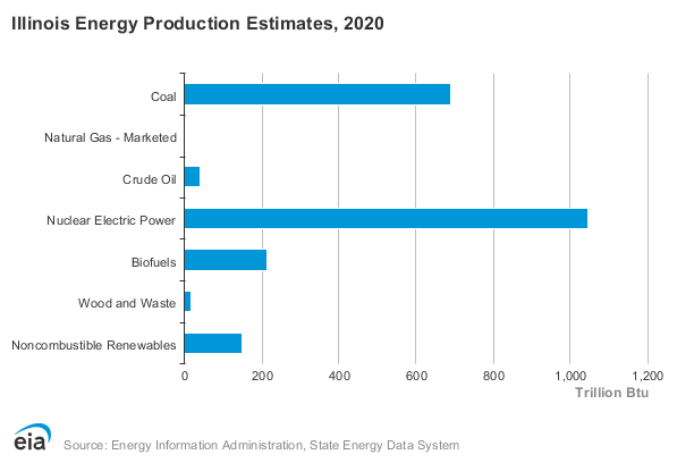 Illinois Energy Production Estimates, 2020
Coal
Natural Gas - Marketed
Crude Oil
Nuclear Electric Power
Biofuels
Wood and Waste
Noncombustible Renewables
0 200 400 600 800 1,000 1,200
Trillion Btu
eia Source: Energy Information Administration, State Energy Data System